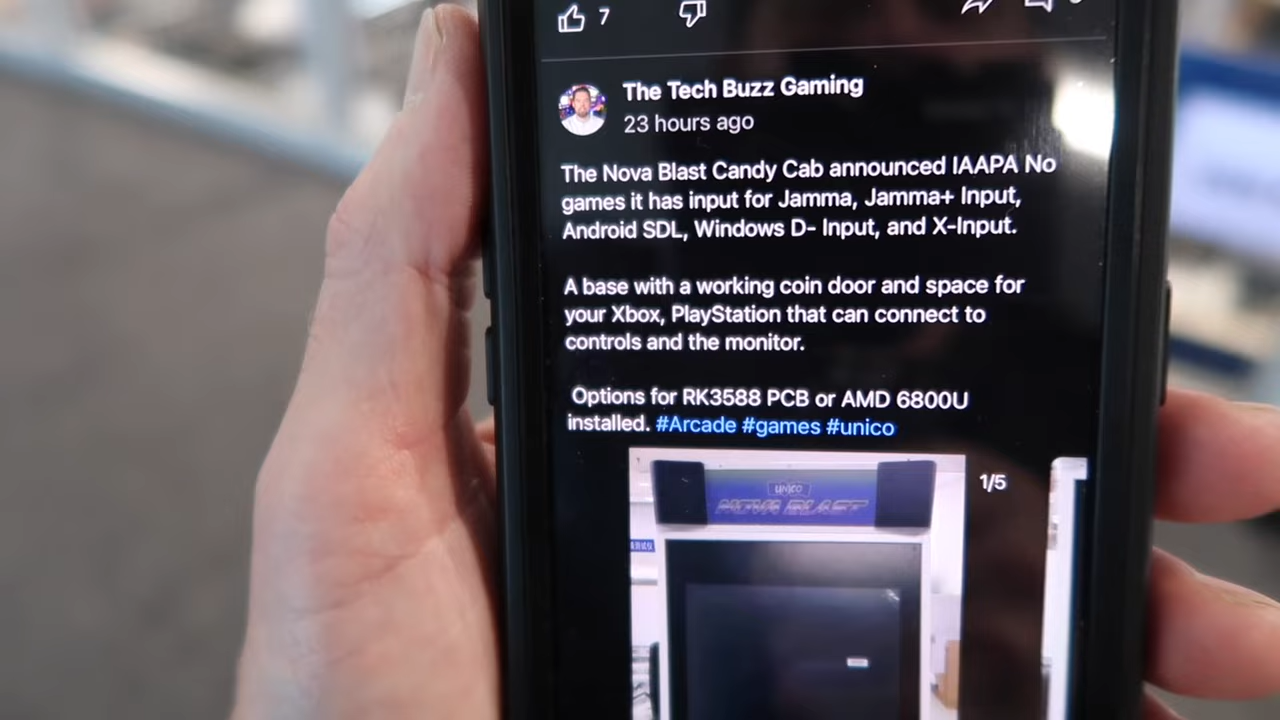 7
The Tech Buzz Gaming
23 hours ago
The Nova Blast Candy Cab announced IAAPA No
games it has input for Jamma, Jamma+ Input,
Android SDL, Windows D- Input, and X-Input.
A base with a working coin door and space for
your Xbox, PlayStation that can connect to
controls and the monitor.
Options for RK3588 PCB or AMD 6800U
installed. #Arcade #games #unico
1/5
UNICO
NOVA BLAST